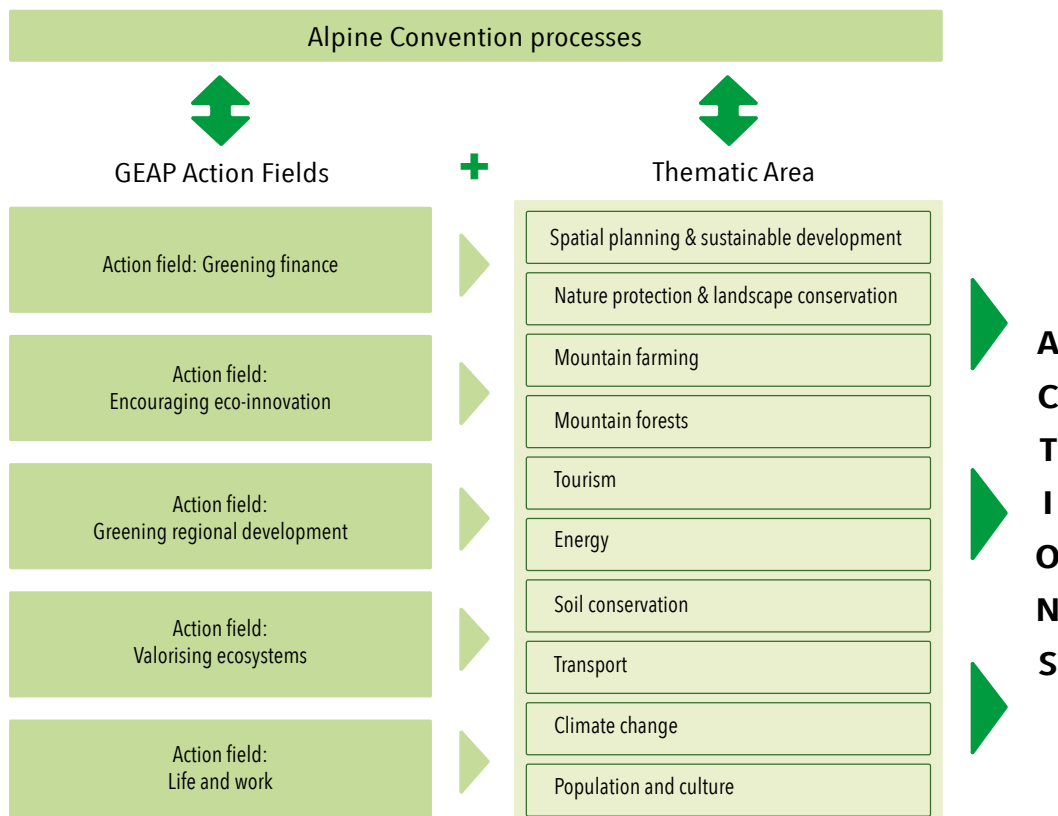 Alpine Convention processes
GEAP Action Fields
+
Thematic Area
Action field: Greening finance
Action field:
Encouraging eco-innovation
Action field:
Greening regional development
Action field:
Valorising ecosystems
Action field:
Life and work
Spatial planning & sustainable development
Nature protection & landscape conservation
Mountain farming
Mountain forests
Tourism
Energy
Soil conservation
Transport
Climate change
Population and culture
A
C
T
I
O
N
S